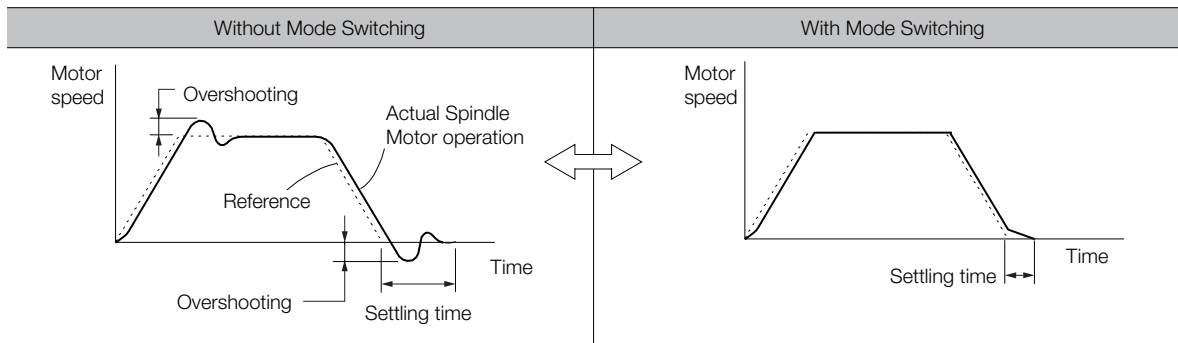 Without Mode Switching
With Mode Switching
Motor
speed
Overshooting
Actual Spindle
Motor operation
Reference
Time
Overshooting
Settling time
Motor
speed
Time
Settling time